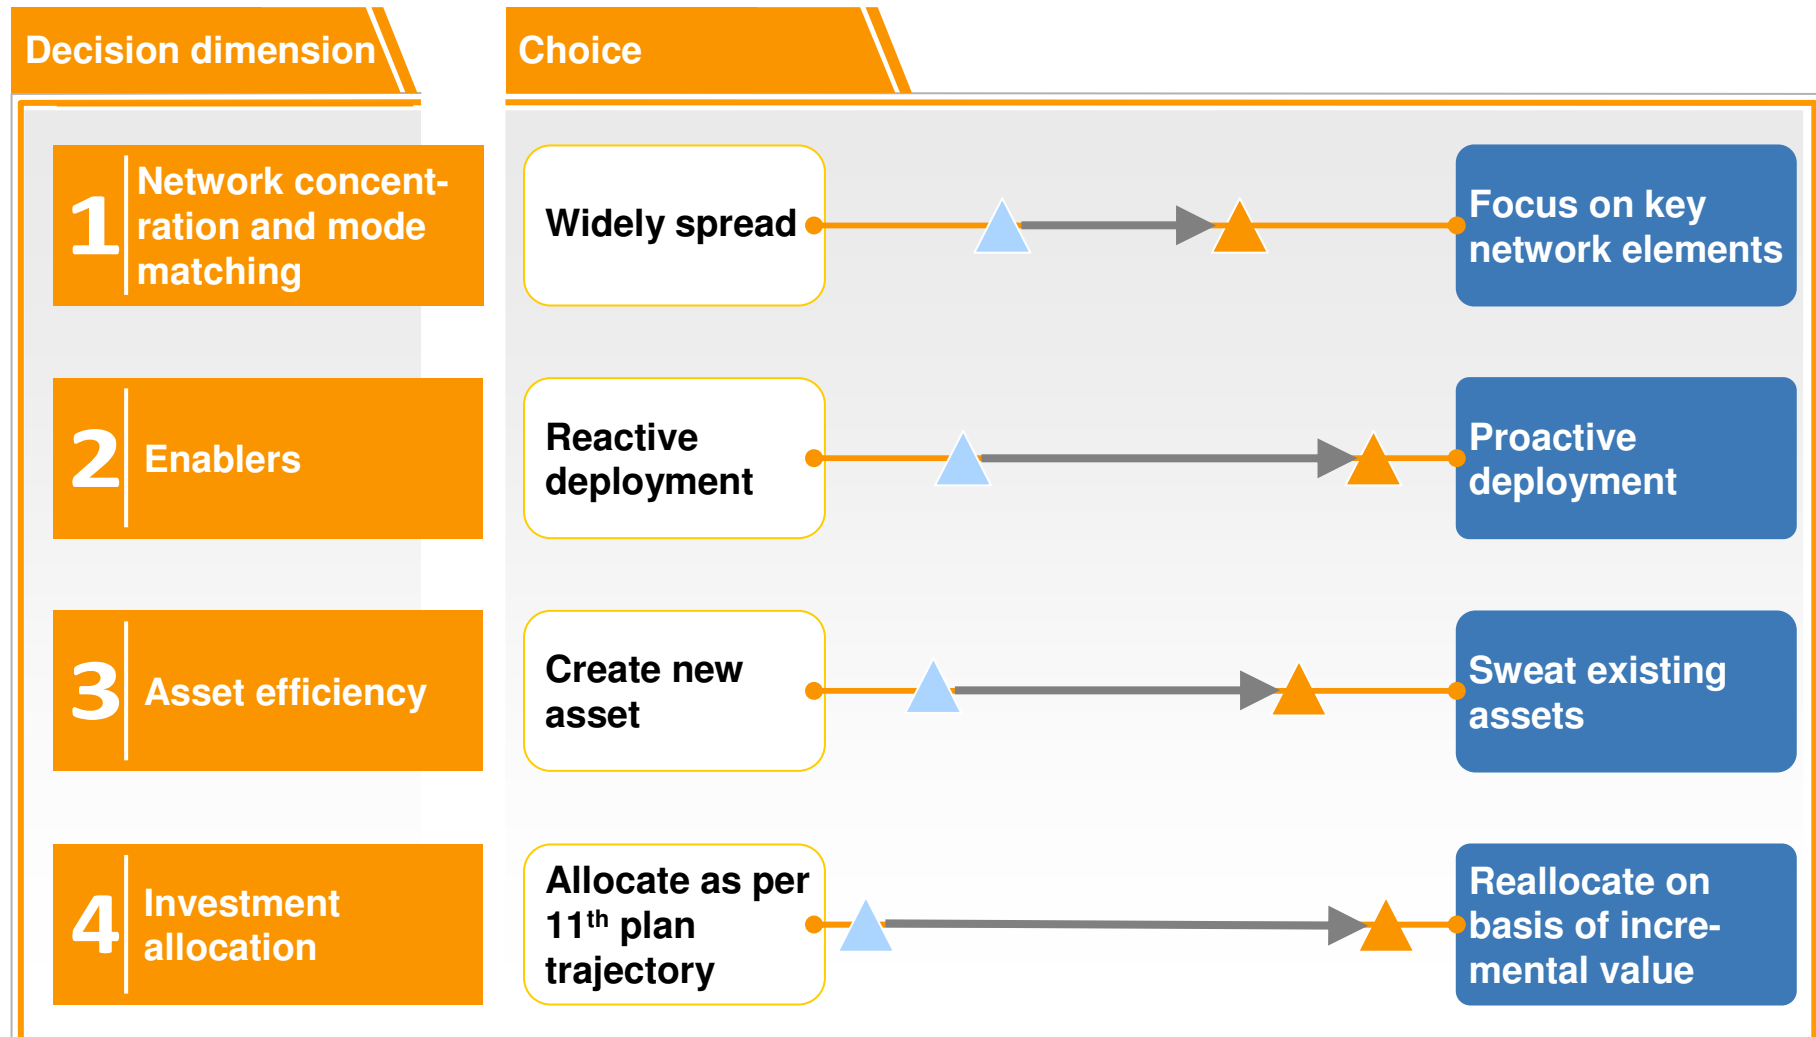 Decision dimension
Choice
1
Network concent-
ration and mode
matching
Widely spread
Focus on key
network elements
2
Enablers
Reactive
deployment
Proactive
deployment
3
Asset efficiency
Create new
asset
Sweat existing
assets
4
Investment
allocation
Allocate as per
11th plan
trajectory
Reallocate on
basis of incre-
mental value